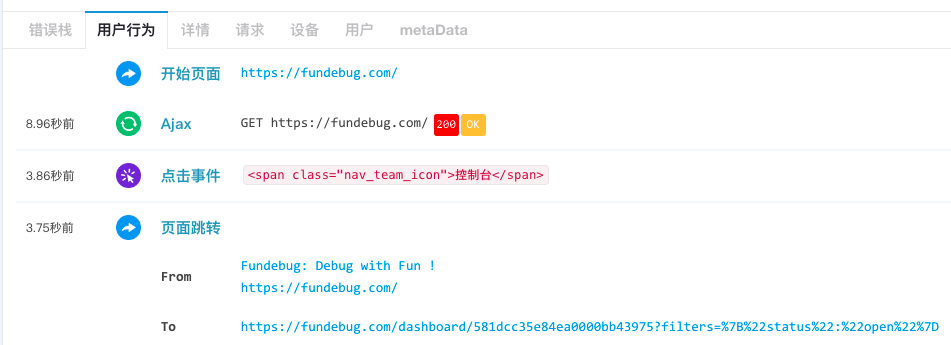 错误栈 用户行为 详情 请求 设备 用户 metaData
开始页面 https://fundebug.com/
8.96秒前 Ajax GET https://fundebug.com/ 200 OK
3.86秒前 点击事件 <span class="nav_team_icon">控制台</span>
3.75秒前 页面跳转
From Fundebug: Debug with Fun !
https://fundebug.com/
To https://fundebug.com/dashboard/581dcc35e84ea0000bb43975?filters=%7B%22status%22:%22open%22%7D